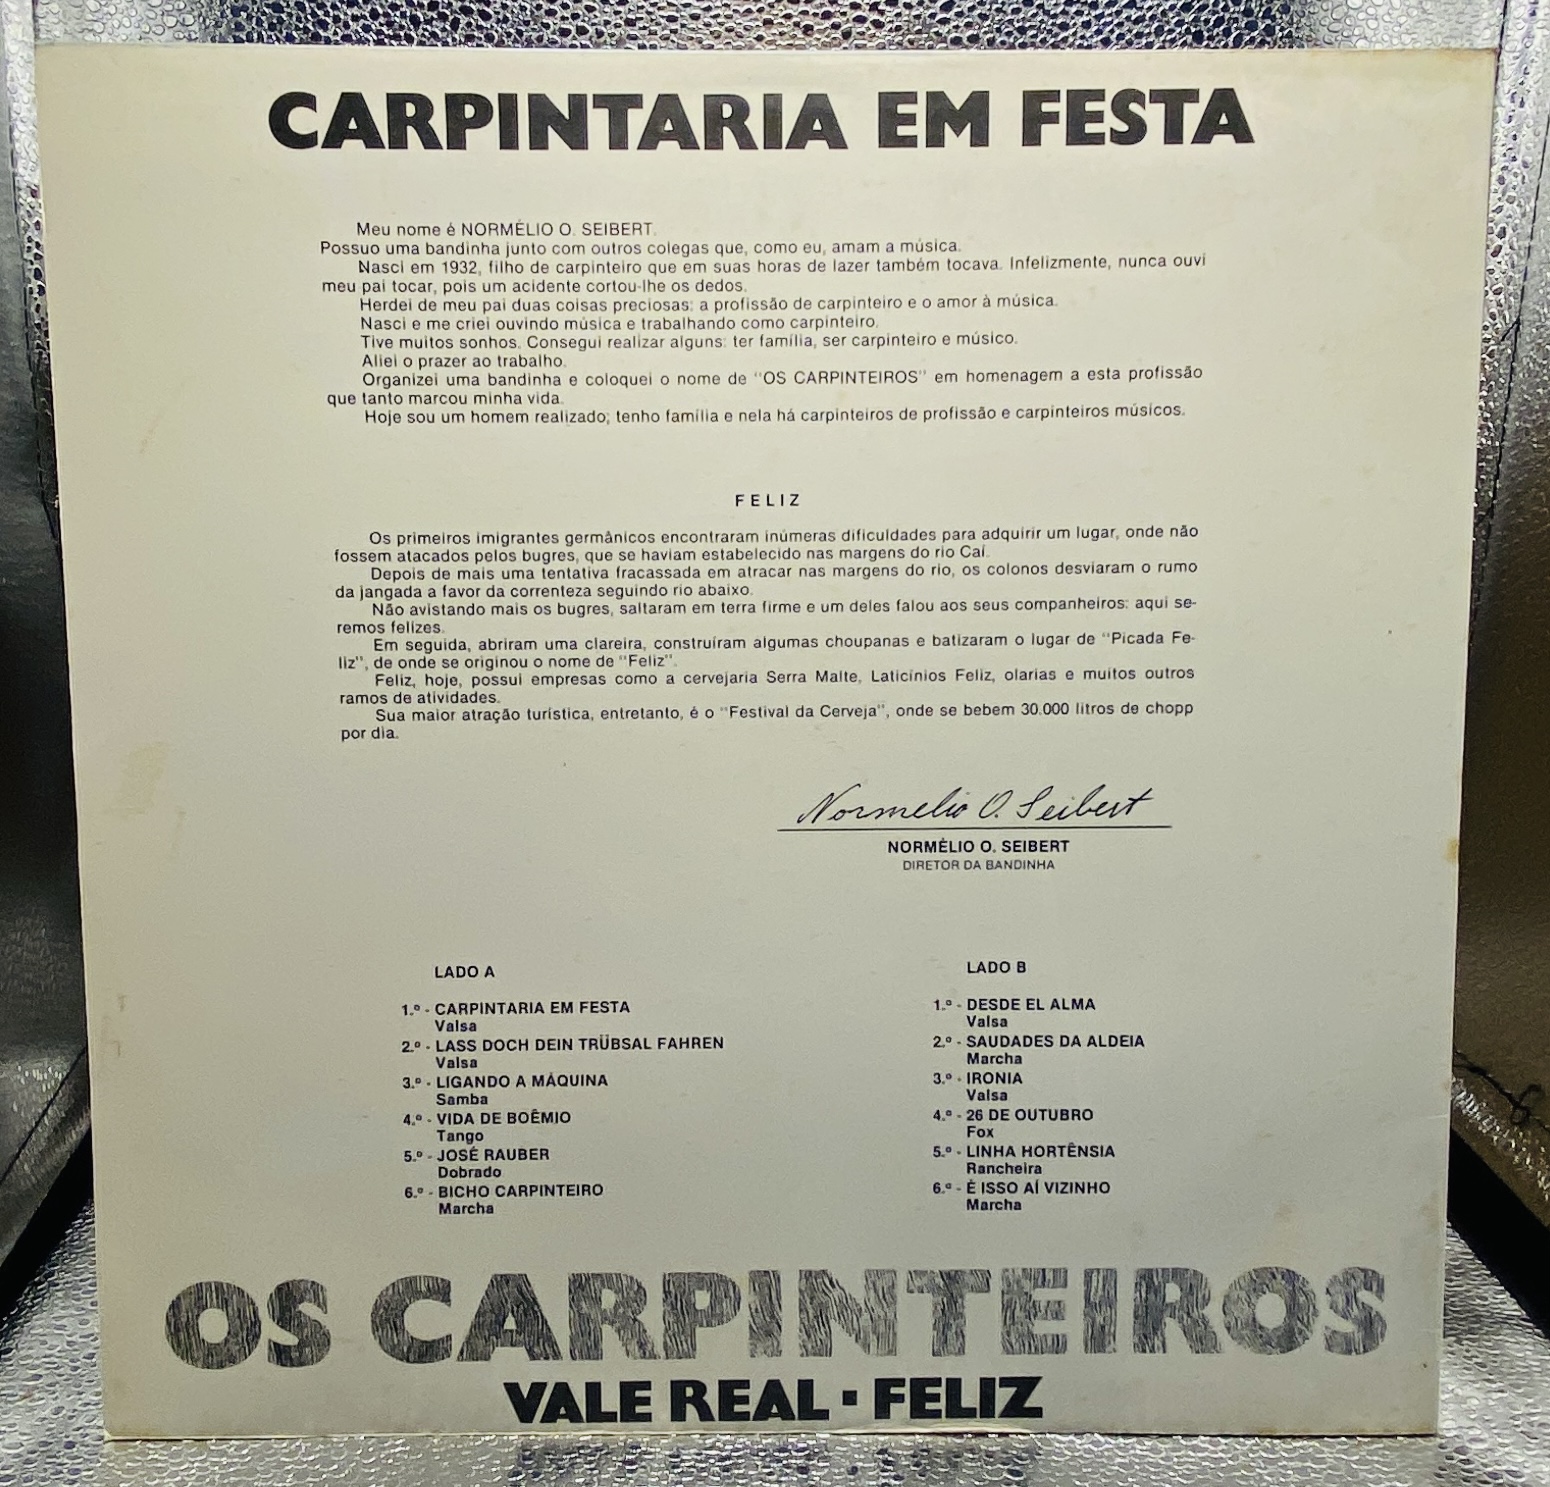 CARPINTARIA EM FESTA
Meu nome é NORMÉLIO O. SEIBERT.
Possuo uma bandinha junto com outros colegas que, como eu, amam a música.
Nasci em 1932, filho de carpinteiro que em suas horas de lazer também tocava. Infelizmente, nunca ouvi
meu pai tocar, pois um acidente cortou-lhe os dedos.
Herdei de meu pai duas coisas preciosas: a profissão de carpinteiro e o amor à música.
Nasci e me criei ouvindo música e trabalhando como carpinteiro.
Tive muitos sonhos. Consegui realizar alguns: ter família, ser carpinteiro e músico.
Aliei o prazer ao trabalho.
Organizei uma bandinha e coloquei o nome de "OS CARPINTEIROS" em homenagem a esta profissão
que tanto marcou minha vida.
Hoje sou um homem realizado; tenho família e nela há carpinteiros de profissão e carpinteiros músicos.
FELIZ
Os primeiros imigrantes germânicos encontraram inúmeras dificuldades para adquirir um lugar, onde não
fossem atacados pelos bugres, que se haviam estabelecido nas margens do rio Caí.
Depois de mais uma tentativa fracassada em atracar nas margens do rio, os colonos desviaram o rumo
da jangada a favor da correnteza seguindo rio abaixo.
Não avistando mais os bugres, saltaram em terra firme e um deles falou aos seus companheiros: aqui se-
remos felizes.
Em seguida, abriram uma clareira, construíram algumas choupanas e batizaram o lugar de "Picada Fe-
liz", de onde se originou o nome de "Feliz".
Feliz, hoje, possui empresas como a cervejaria Serra Malte, Laticínios Feliz, olarias e muitos outros
ramos de atividades.
Sua maior atração turística, entretanto, é o "Festival da Cerveja", onde se bebem 30.000 litros de chopp
por dia.
Normelio O. Seibert
NORMÉLIO O. SEIBERT
DIRETOR DA BANDINHA
LADO A
1.º - CARPINTARIA EM FESTA
Valsa
2.º - LASS DOCH DEIN TRÜBSAL FAHREN
Valsa
3.º - LIGANDO A MÁQUINA
Samba
4.º - VIDA DE BOÊMIO
Tango
5.º - JOSÉ RAUBER
Dobrado
6.º - BICHO CARPINTEIRO
Marcha
LADO B
1.º - DESDE EL ALMA
Valsa
2.º - SAUDADES DA ALDEIA
Marcha
3.º - IRONIA
Valsa
4.º - 26 DE OUTUBRO
Fox
5.º - LINHA HORTÊNSIA
Rancheira
6.º - É ISSO AÍ VIZINHO
Marcha
OS CARPINTEIROS
VALE REAL · FELIZ